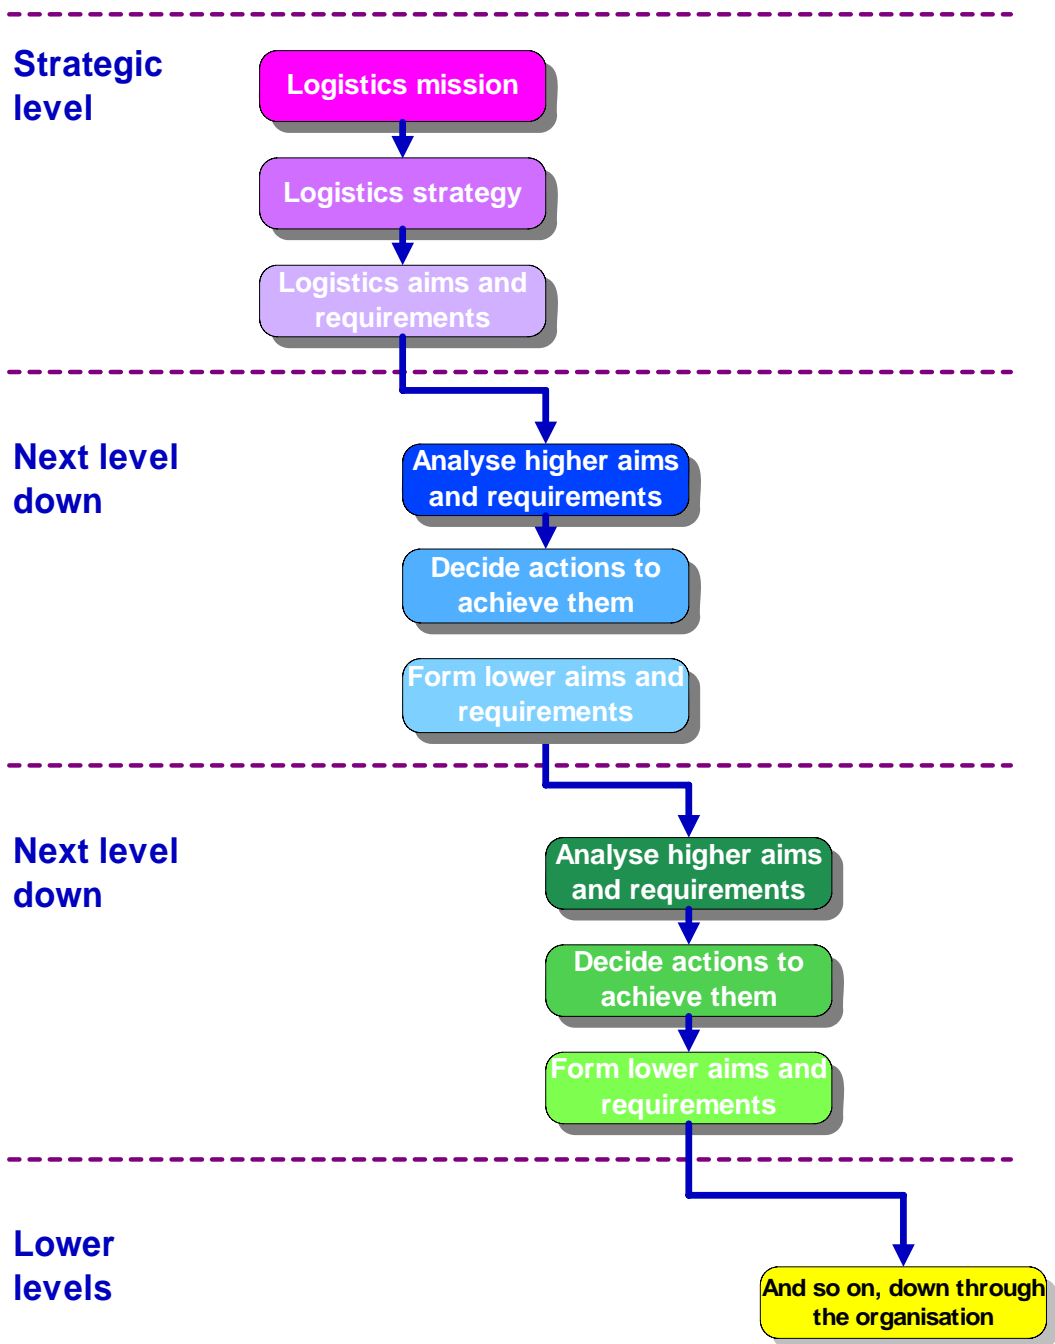 Strategic
level
Logistics mission
Logistics strategy
Logistics aims and
requirements
Next level
down
Analyse higher aims
and requirements
Decide actions to
achieve them
Form lower aims and
requirements
Next level
down
Analyse higher aims
and requirements
Decide actions to
achieve them
Form lower aims and
requirements
Lower
levels
And so on, down through
the organisation